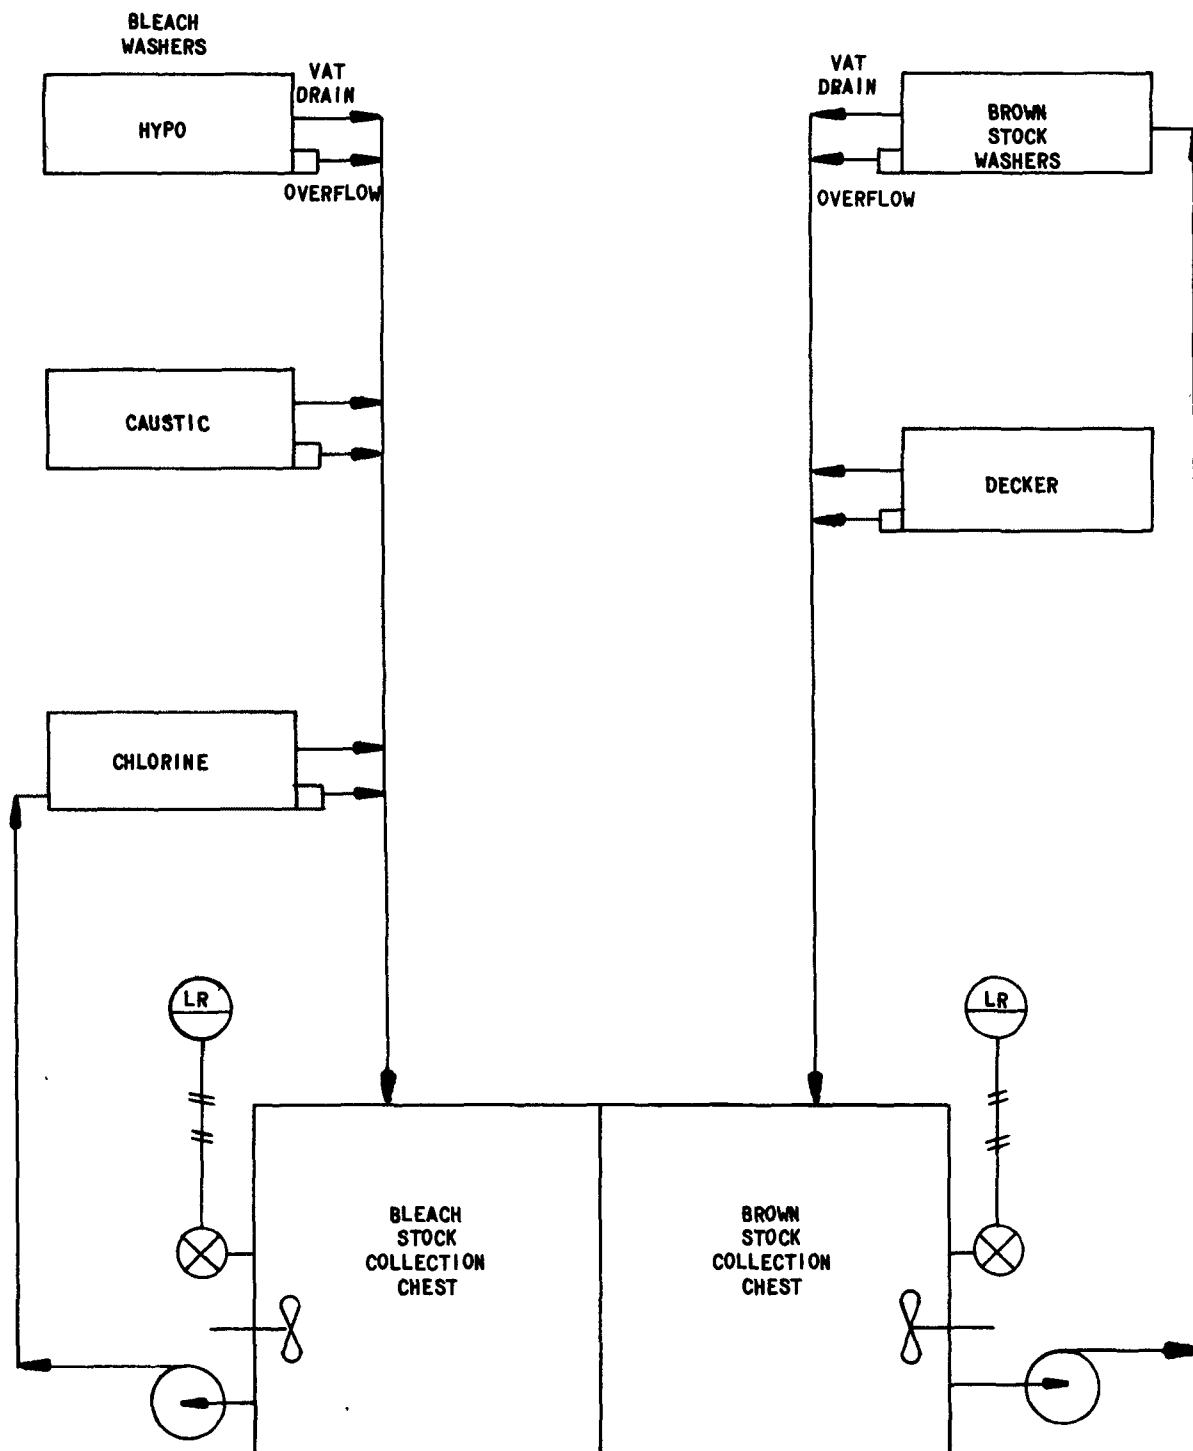 BLEACH
WASHERS
VAT
DRAIN
HYPO
OVERFLOW
VAT
DRAIN
BROWN
STOCK
WASHERS
OVERFLOW
CAUSTIC
DECKER
CHLORINE
LR
LR
BLEACH
STOCK
COLLECTION
CHEST
BROWN
STOCK
COLLECTION
CHEST